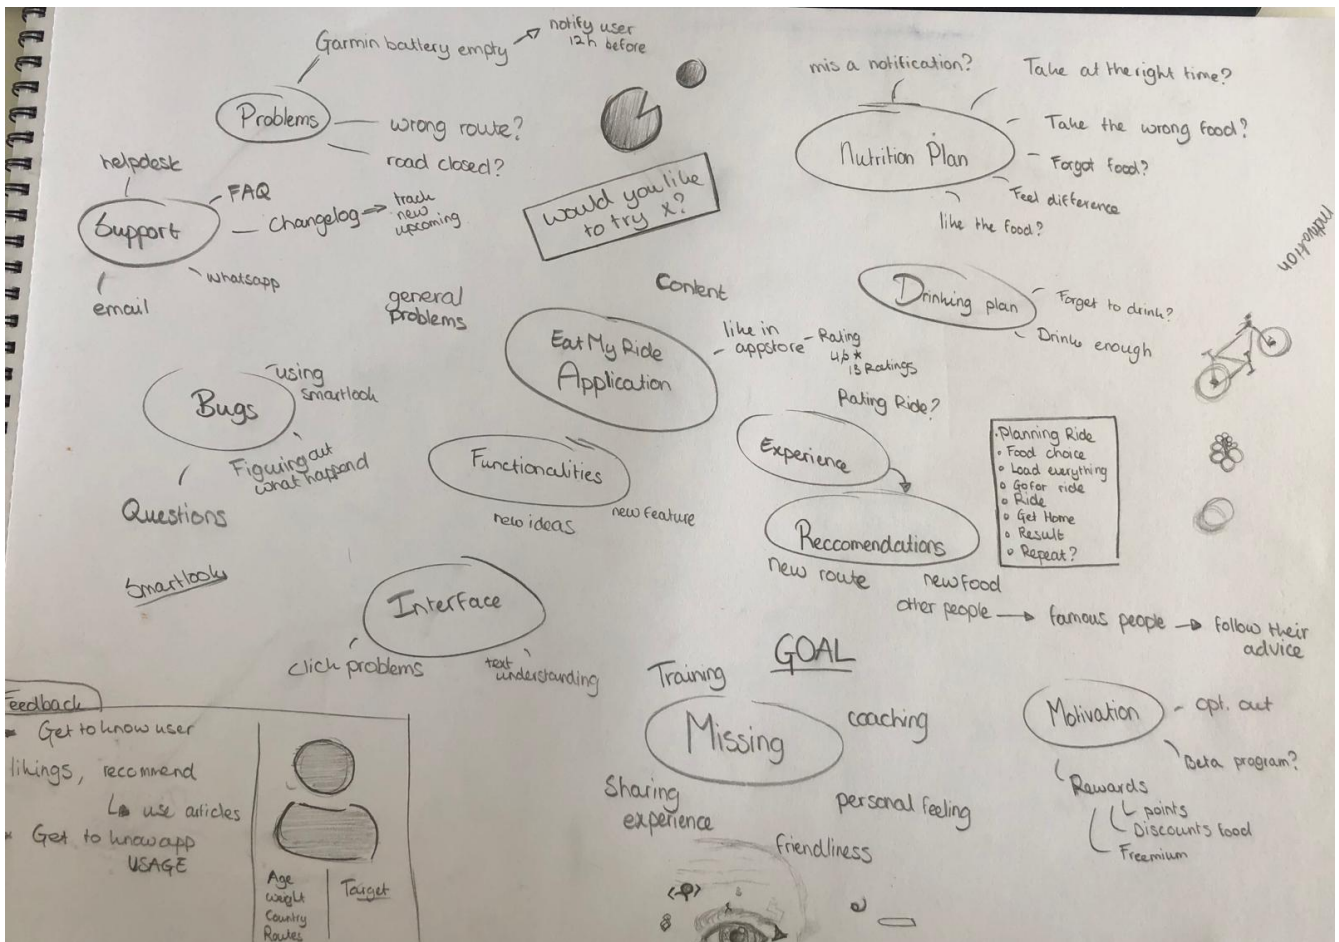 Garmin battery empty
notify user
12h before
Problems
wrong route?
road closed?
helpdesk
FAQ
Support
Changelog
track
new
upcoming
whatsapp
email
would you like
to try x?
mis a notification?
Take at the right time?
Take the wrong food?
Nutrition Plan
Forgot food?
Feel difference
like the food?
motivation
general
problems
Content
Eat My Ride
Application
like in
appstore
Rating
13 Ratings
Rating Ride?
Drinking plan
Forget to drink?
Drink enough
Bugs
using
smartlook
Figuring out
what happend
Questions
Smartlook
Functionalities
new ideas
new feature
Experience
Reccomendations
new route
new food
other people
famous people
follow their
advice
Planning Ride
Food choice
Load everything
Go for ride
Ride
Get Home
Result
Repeat?
Interface
click problems
text
understanding
GOAL
Training
Missing
coaching
Sharing
experience
personal feeling
friendliness
Motivation
opt. out
Beta program?
Rewards
points
Discounts food
Freemium
Feedback
Get to know user
likings, recommend
use articles
Get to know app
USAGE
Age
weight
Country
Routes
Target